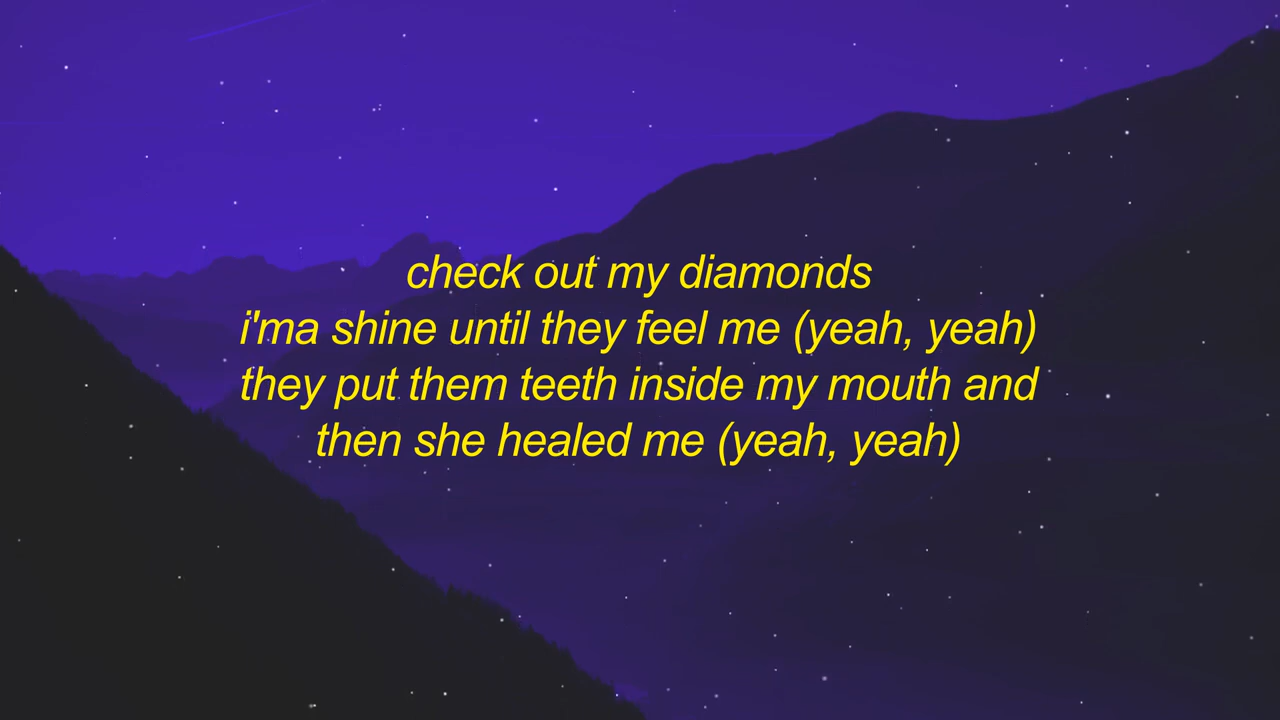 check out my diamonds
i'ma shine until they feel me (yeah, yeah)
they put them teeth inside my mouth and
then she healed me (yeah, yeah)